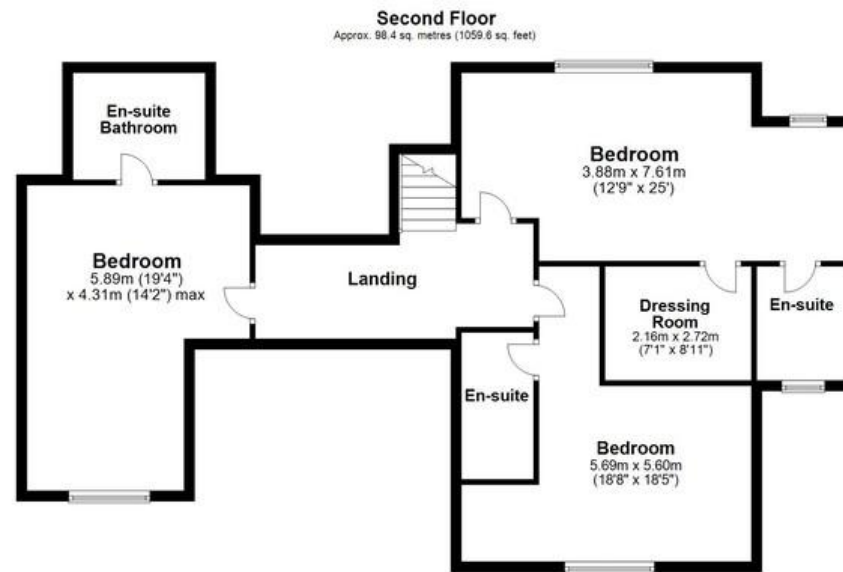 Second Floor
Approx. 98.4 sq. metres (1059.6 sq. feet)
En-suite
Bathroom
Bedroom
3.88m x 7.61m
(12'9" x 25')
Bedroom
5.89m (19'4")
x 4.31m (14'2") max
Landing
Dressing
Room
2.16m x 2.72m
(7'1" x 8'11")
En-suite
En-suite
Bedroom
5.69m x 5.60m
(18'8" x 18'5")